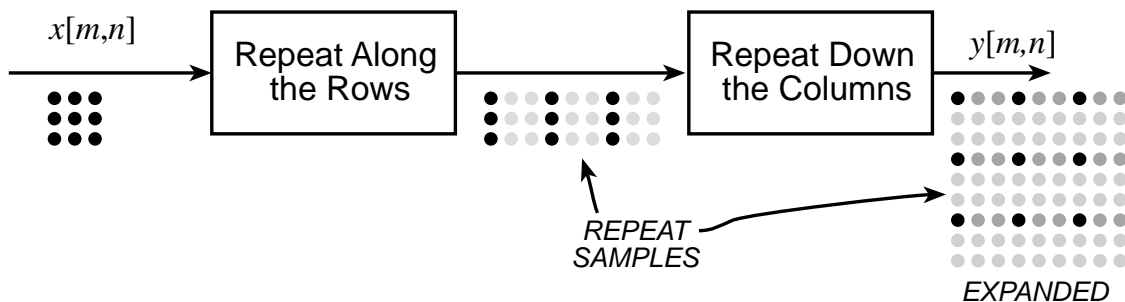 x[m,n]
Repeat Along
the Rows
Repeat Down
the Columns
y[m,n]
REPEAT
SAMPLES
EXPANDED